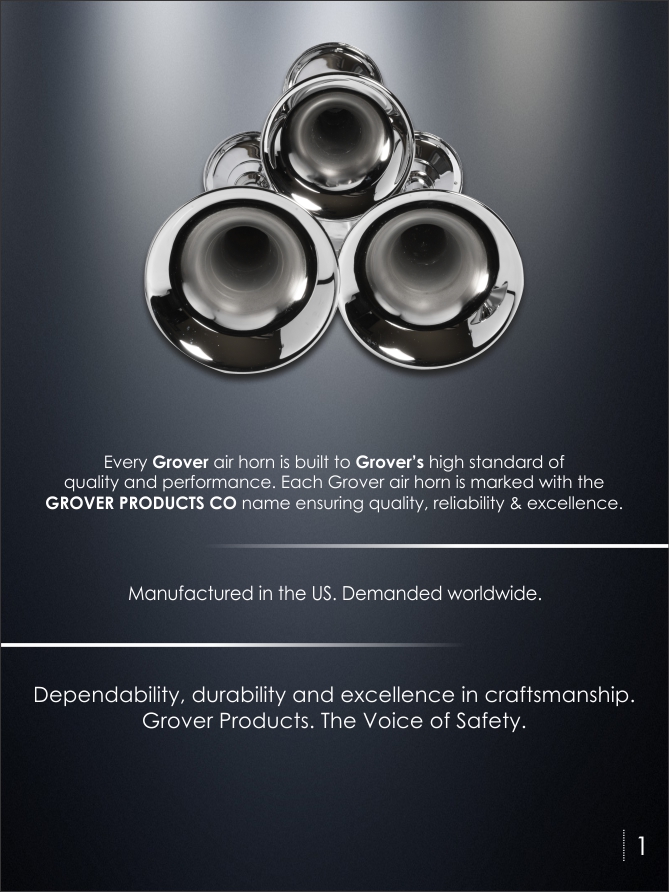 Every Grover air horn is built to Grover’s high standard of
quality and performance. Each Grover air horn is marked with the
GROVER PRODUCTS CO name ensuring quality, reliability & excellence.
Manufactured in the US. Demanded worldwide.
Dependability, durability and excellence in craftsmanship.
Grover Products. The Voice of Safety.
1